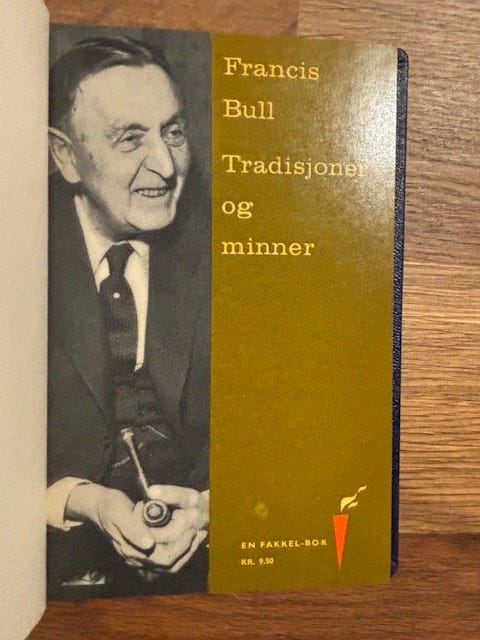 Francis
Bull
Tradisjoner
og
minner
EN FAKKEL-BOK
KR. 9.50